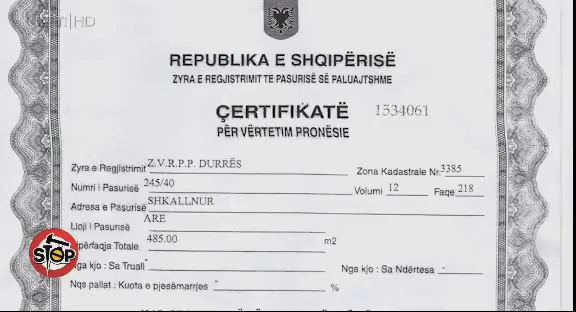 HD
REPUBLIKA E SHQIPËRISË
ZYRA E REGJISTRIMIT TE PASURISË SË PALUAJTSHME
ÇERTIFIKATË 1534061
PËR VËRTETIM PRONËSIE
Zyra e Regjistrimit Z.V.R.P.P. DURRËS Zona Kadastrale Nr. 3385
Numri i Pasurisë 245/40 Volumi 12 Faqe 218
Adresa e Pasurisë SHKALLNUR
Lloji i Pasurisë ARE
Totale 485.00 m2
Nga kjo : Sa Truall - Nga kjo : Sa Ndërtesa -
Nqs pallat : Kuota e pjesëmarrjes - %
STOP